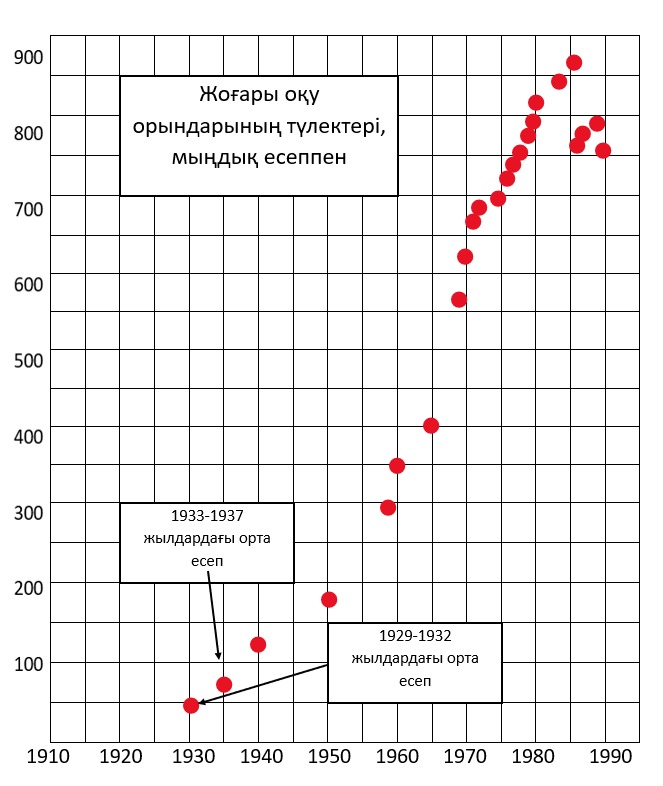 900
Жоғары оқу
орындарының түлектері,
мыңдық есеппен
800
700
600
500
400
300
1933-1937
жылдардағы орта
есеп
200
1929-1932
жылдардағы орта
есеп
100
1910 1920 1930 1940 1950 1960 1970 1980 1990